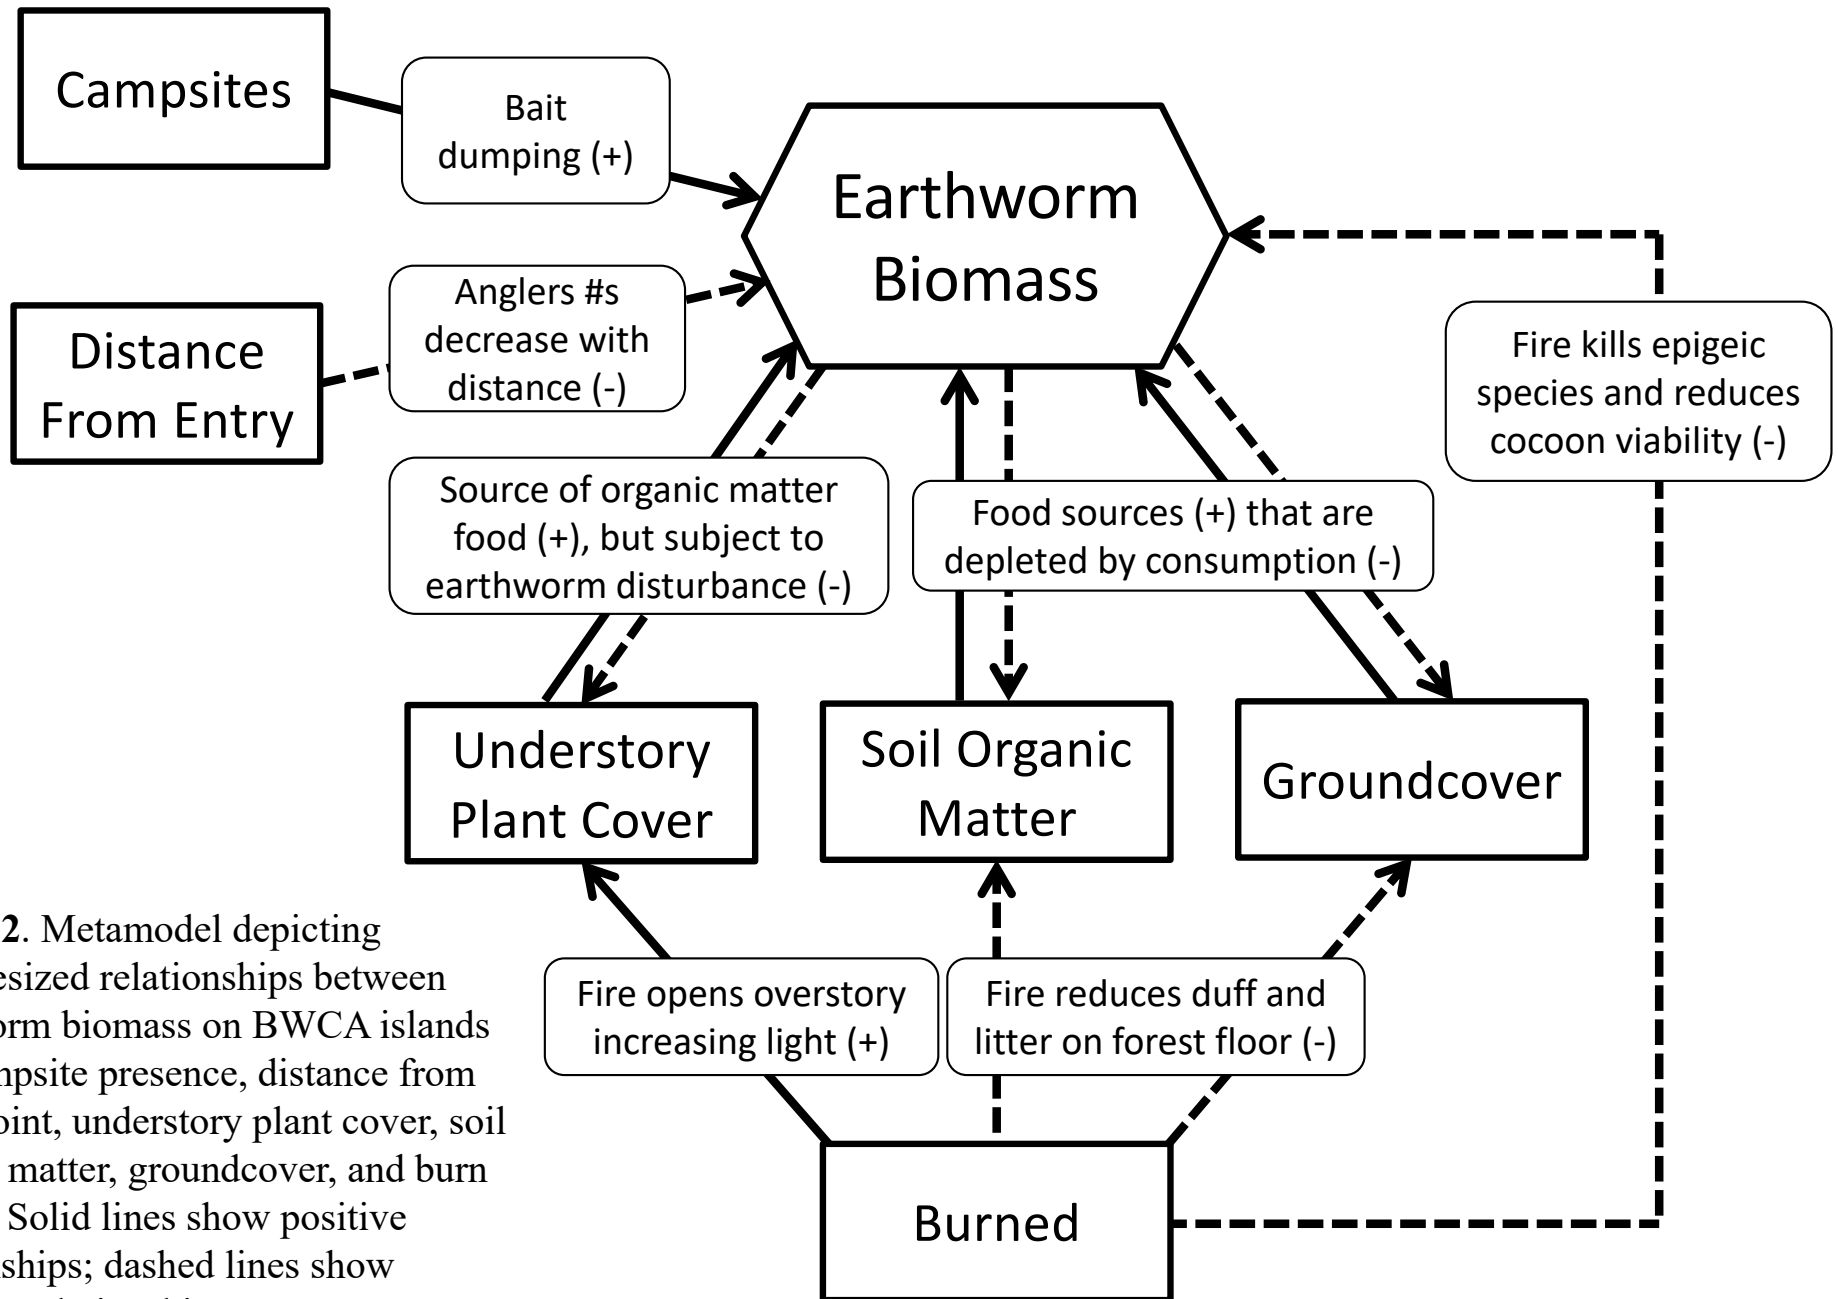 Campsites
Bait
dumping (+)
Earthworm
Biomass
Anglers #s
decrease with
distance (-)
Distance
From Entry
Fire kills epigeic
species and reduces
cocoon viability (-)
Source of organic matter
food (+), but subject to
earthworm disturbance (-)
Food sources (+) that are
depleted by consumption (-)
Understory
Plant Cover
Soil Organic
Matter
Groundcover
2. Metamodel depicting
esized relationships between
orm biomass on BWCA islands
mpsite presence, distance from
oint, understory plant cover, soil
matter, groundcover, and burn
Solid lines show positive
nships; dashed lines show
Fire opens overstory
increasing light (+)
Fire reduces duff and
litter on forest floor (-)
Burned